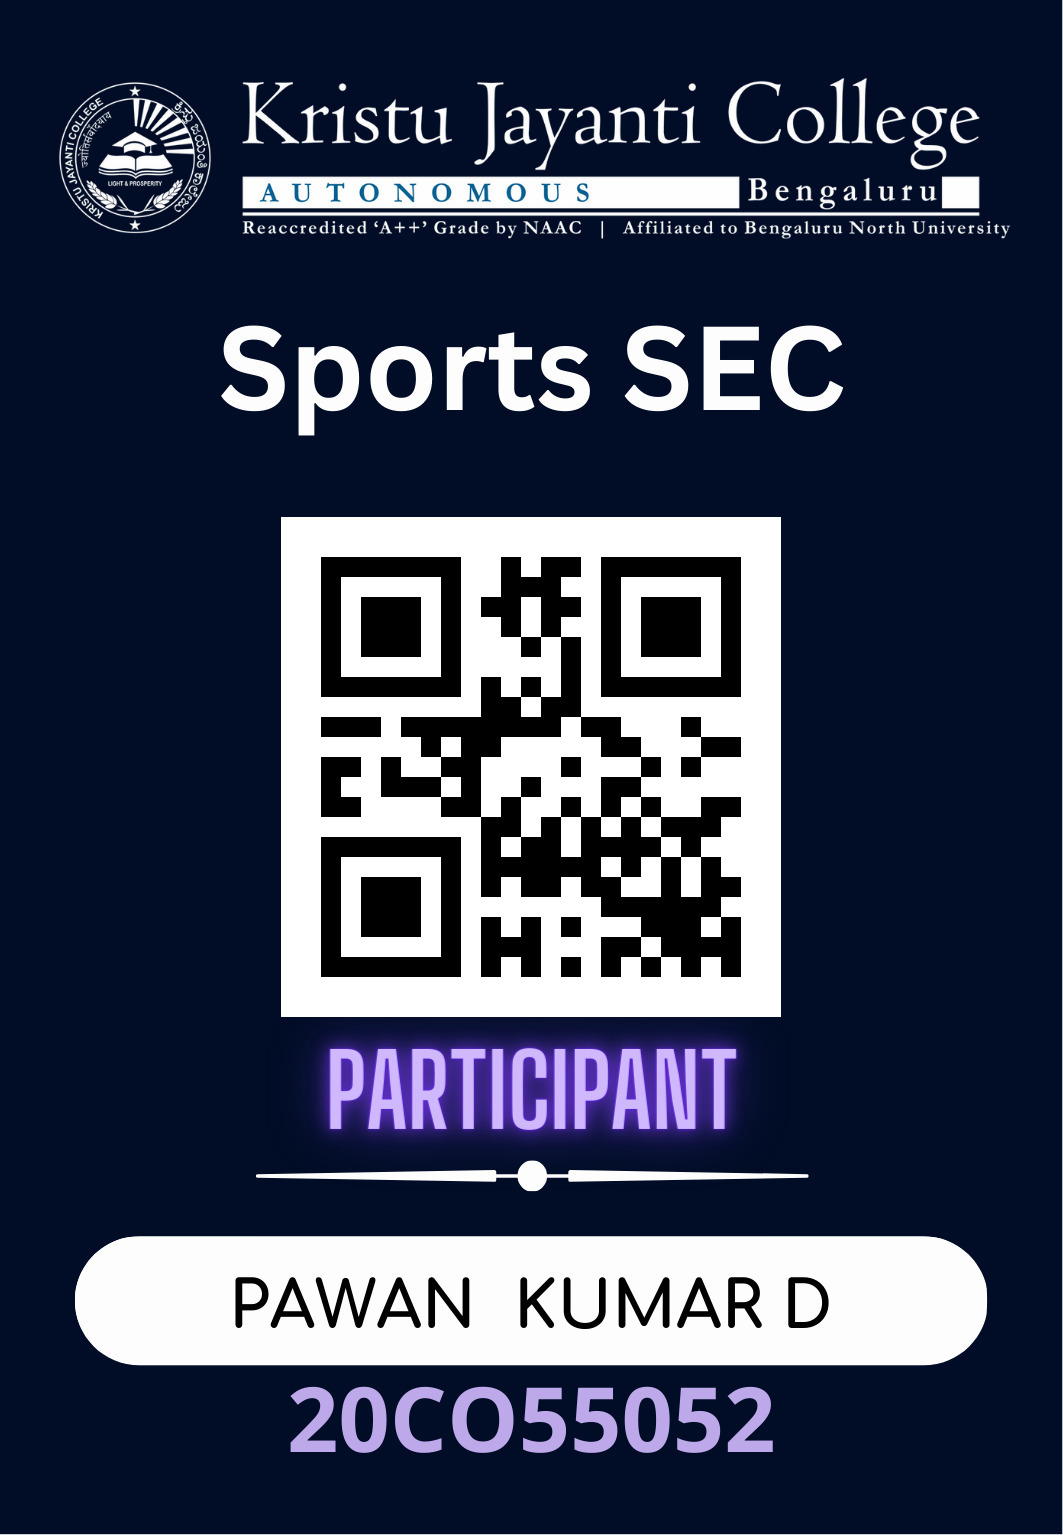 Kristu Jayanti College
AUTONOMOUS Bengaluru
Reaccredited ‘A++’ Grade by NAAC | Affiliated to Bengaluru North University
KRISTU JAYANTI COLLEGE
LIGHT & PROSPERITY
Sports SEC
PARTICIPANT
PAWAN KUMAR D
20CO55052